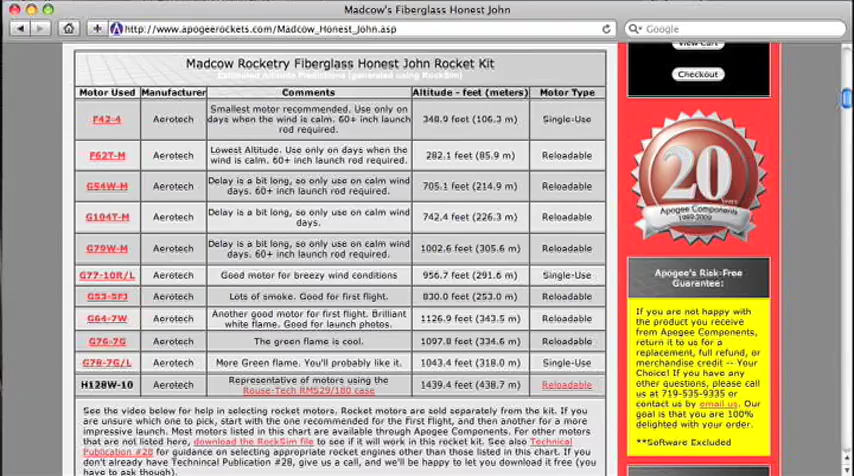 Madcow's Fiberglass Honest John
http://www.apogeerockets.com/Madcow_Honest_John.asp
Google
View Cart
Checkout
Madcow Rocketry Fiberglass Honest John Rocket Kit
Estimated Altitude Predictions (generated using RockSim)
Motor Used Manufacturer Comments Altitude - feet (meters) Motor Type
F42-4 Aerotech Smallest motor recommended. Use only on days when the wind is calm. 60+ inch launch rod required. 348.9 feet (106.3 m) Single-Use
F62T-M Aerotech Lowest Altitude. Use only on days when the wind is calm. 60+ inch launch rod required. 282.1 feet (85.9 m) Reloadable
G54W-M Aerotech Delay is a bit long, so only use on calm wind days. 60+ inch launch rod required. 705.1 feet (214.9 m) Reloadable
G104T-M Aerotech Delay is a bit long, so only use on calm wind days. 742.4 feet (226.3 m) Reloadable
G79W-M Aerotech Delay is a bit long, so only use on calm wind days. 60+ inch launch rod required. 1002.6 feet (305.6 m) Reloadable
G77-10R/L Aerotech Good motor for breezy wind conditions 956.7 feet (291.6 m) Single-Use
G53-5FJ Aerotech Lots of smoke. Good for first flight. 830.0 feet (253.0 m) Reloadable
G64-7W Aerotech Another good motor for first flight. Brilliant white flame. Good for launch photos. 1126.9 feet (343.5 m) Reloadable
G76-7G Aerotech The green flame is cool. 1097.8 feet (334.6 m) Reloadable
G78-7G/L Aerotech More Green flame. You'll probably like it. 1043.4 feet (318.0 m) Single-Use
H128W-10 Aerotech Representative of motors using the Rouse-Tech RMS29/180 case 1439.4 feet (438.7 m) Reloadable
See the video below for help in selecting rocket motors. Rocket motors are sold separately from the kit. If you
are unsure which one to pick, start with the one recommended for the First Flight, and then another for a more
impressive launch. Most motors listed in this chart are available through Apogee Components. For other motors
that are not listed here, download the RockSim file to see if it will work in this rocket kit. See also Technical
Publication #28 for guidance on selecting appropriate rocket engines other than those listed in this chart. If you
don't already have Techninical Publication #28, give us a call, and we'll be happy to let you download it free (you
have to ask though).
20
years
Apogee Components
1989-2009
Apogee's Risk-Free
Guarantee:
If you are not happy with
the product you receive
from Apogee Components,
return it to us for a
replacement, full refund, or
merchandise credit -- Your
Choice! If you have any
other questions, please call
us at 719-535-9335 or
contact us by email us. Our
goal is that you are 100%
delighted with your order.
**Software Excluded